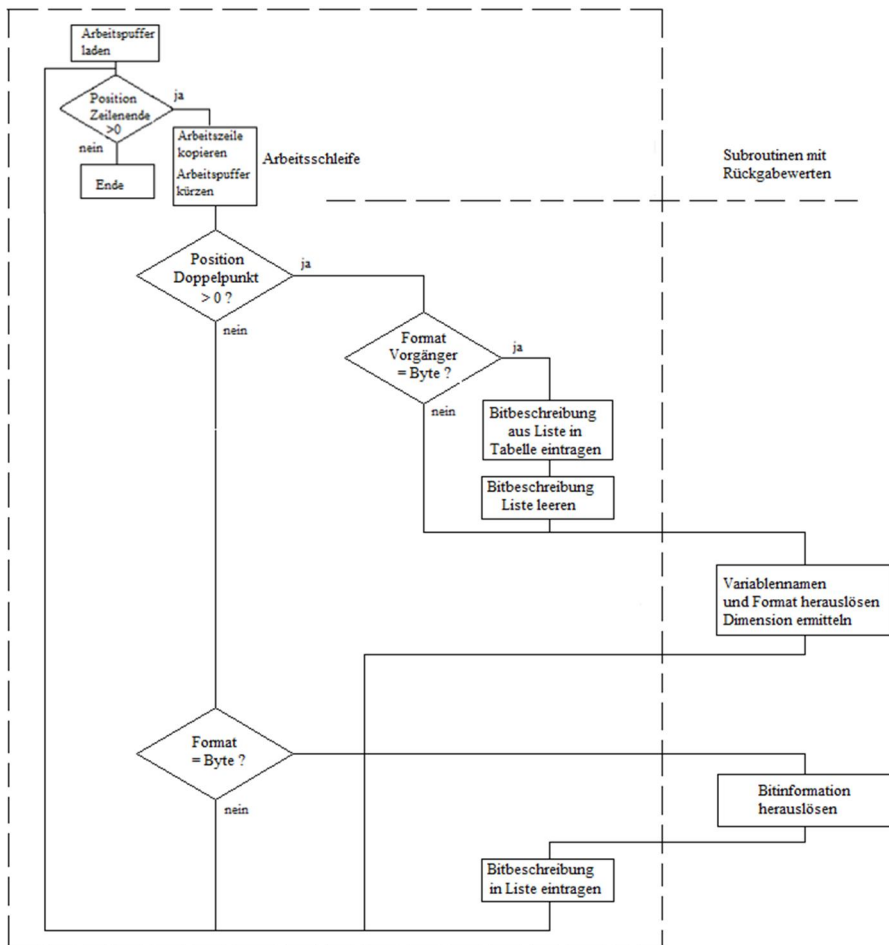 Arbeitspuffer
laden
Position
Zeilenende
>0
ja
nein
Ende
Arbeitszeile
kopieren
Arbeitspuffer
kürzen
Arbeitsschleife
Subroutinen mit
Rückgabewerten
Position
Doppelpunkt
> 0 ?
ja
nein
Format
Vorgänger
= Byte ?
ja
nein
Bitbeschreibung
aus Liste in
Tabelle eintragen
Bitbeschreibung
Liste leeren
Variablennamen
und Format herauslösen
Dimension ermitteln
Format
= Byte ?
nein
Bitinformation
herauslösen
Bitbeschreibung
in Liste eintragen